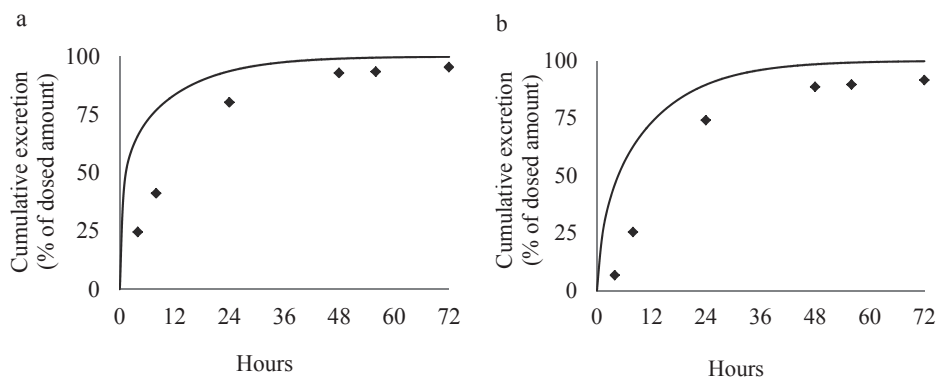 a
Cumulative excretion
(% of dosed amount)
100
75
50
25
0
0 12 24 36 48 60 72
Hours
b
Cumulative excretion
(% of dosed amount)
100
75
50
25
0
0 12 24 36 48 60 72
Hours